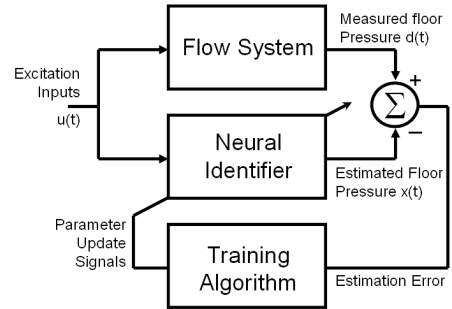 Measured floor
Pressure d(t)
Flow System
Excitation
Inputs
u(t)
+
Σ
−
Neural
Identifier
Estimated Floor
Pressure x(t)
Parameter
Update
Signals
Training
Algorithm
Estimation Error